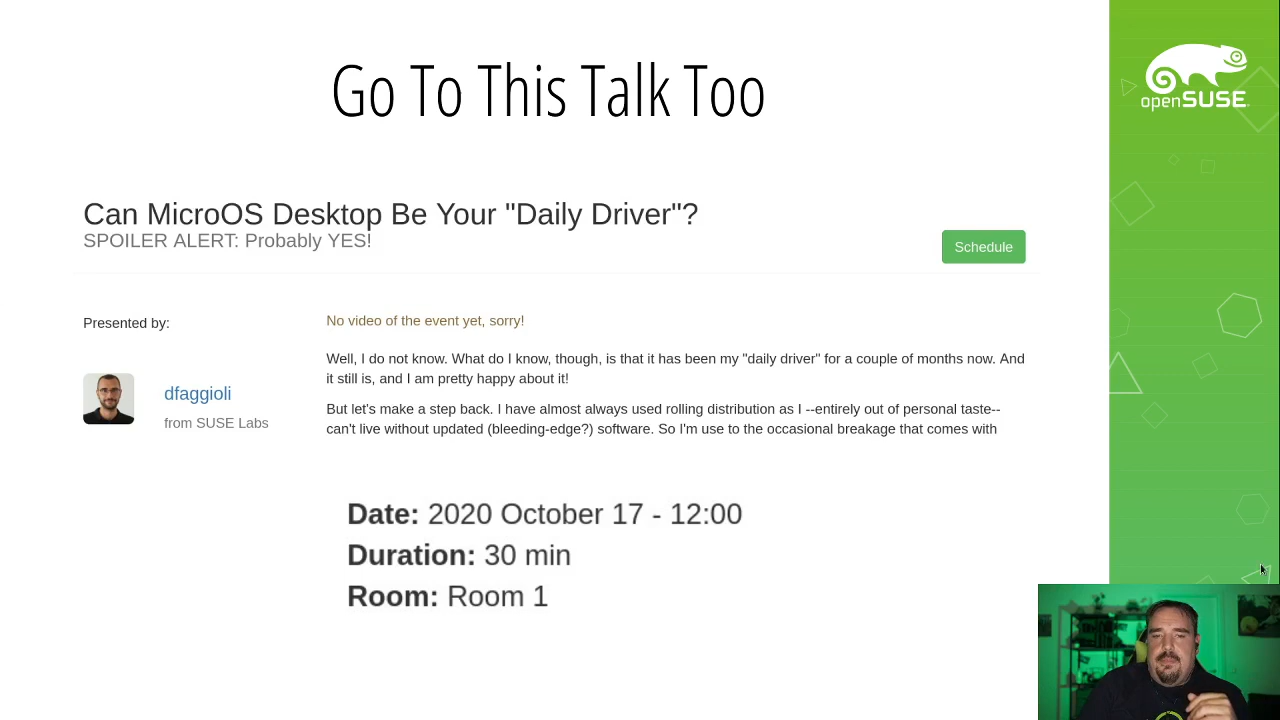 Go To This Talk Too
openSUSE
Can MicroOS Desktop Be Your "Daily Driver"?
SPOILER ALERT: Probably YES!
Schedule
Presented by:
dfaggioli
from SUSE Labs
No video of the event yet, sorry!
Well, I do not know. What do I know, though, is that it has been my "daily driver" for a couple of months now. And
it still is, and I am pretty happy about it!
But let's make a step back. I have almost always used rolling distribution as I --entirely out of personal taste--
can't live without updated (bleeding-edge?) software. So I'm use to the occasional breakage that comes with
Date: 2020 October 17 - 12:00
Duration: 30 min
Room: Room 1